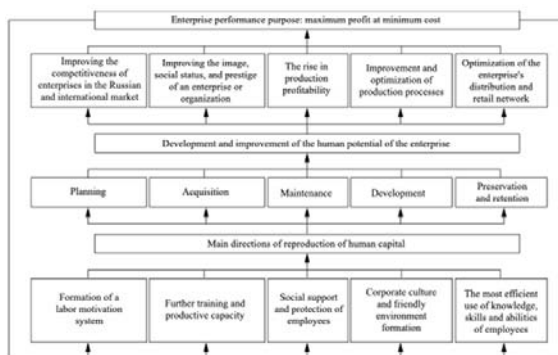 Enterprise performance purpose: maximum profit at minimum cost
Improving the
competitiveness of
enterprises in the Russian
and international market
Improving the image,
social status, and prestige
of an enterprise or
organization
The rise in
production
profitability
Improvement and
optimization of
production processes
Optimization of the
enterprise's
distribution and
retail network
Development and improvement of the human potential of the enterprise
Planning
Acquisition
Maintenance
Development
Preservation
and retention
Main directions of reproduction of human capital
Formation of a
labor motivation
system
Further training and
productive capacity
Social support
and protection of
employees
Corporate culture
and friendly
environment
formation
The most efficient
use of knowledge,
skills and abilities
of employees